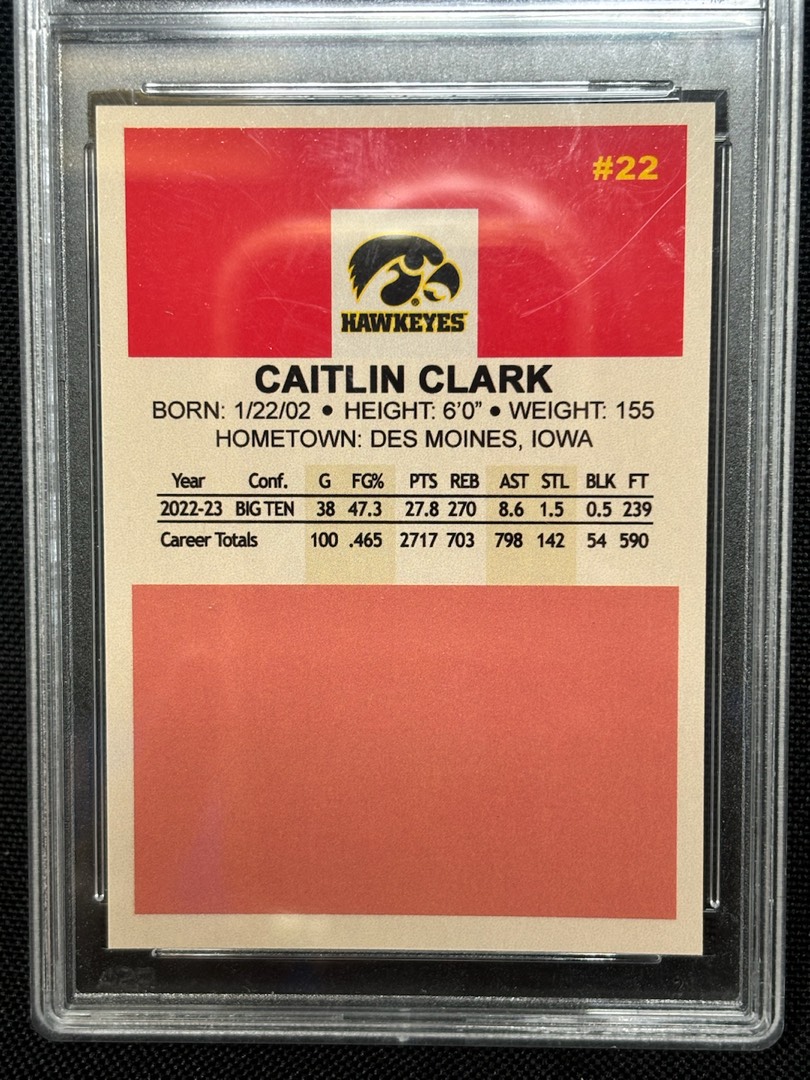 #22
HAWKEYES
CAITLIN CLARK
BORN: 1/22/02 • HEIGHT: 6'0" • WEIGHT: 155
HOMETOWN: DES MOINES, IOWA
Year Conf. G FG% PTS REB AST STL BLK FT
2022-23 BIG TEN 38 47.3 27.8 270 8.6 1.5 0.5 239
Career Totals 100 .465 2717 703 798 142 54 590